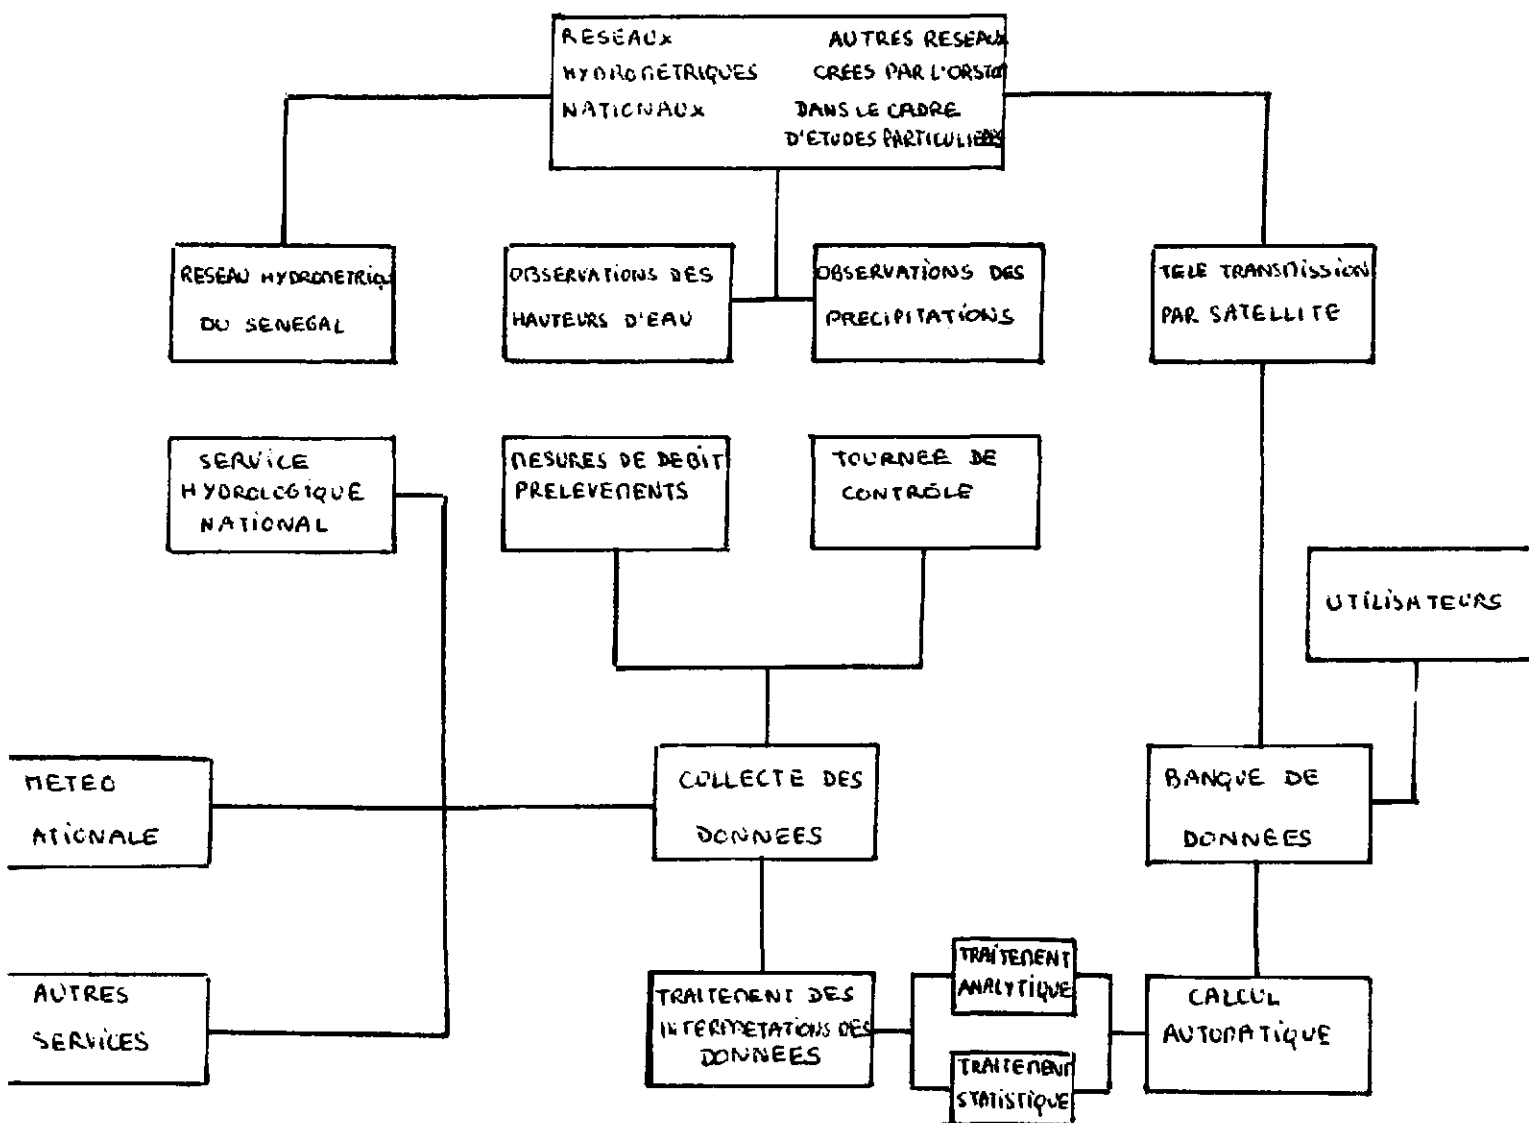 RESEAUX
HYDROMETRIQUES
NATIONAUX
AUTRES RESEAU
CREES PAR L'ORSTOM
DANS LE CADRE
D'ETUDES PARTICULIERES
RESEAU HYDROMETRIQU
DU SENEGAL
OBSERVATIONS DES
HAUTEURS D'EAU
OBSERVATIONS DES
PRECIPITATIONS
TELE TRANSMISSION
PAR SATELLITE
SERVICE
HYDROLOGIQUE
NATIONAL
MESURES DE DEBIT
PRELEVEMENTS
TOURNEE DE
CONTRÔLE
UTILISATEURS
METEO
ATIONALE
COLLECTE DES
DONNEES
BANQUE DE
DONNEES
AUTRES
SERVICES
TRAITEMENT DES
INTERPRETATIONS DES
DONNEES
TRAITEMENT
ANALYTIQUE
TRAITEMENT
STATISTIQUE
CALCUL
AUTOMATIQUE